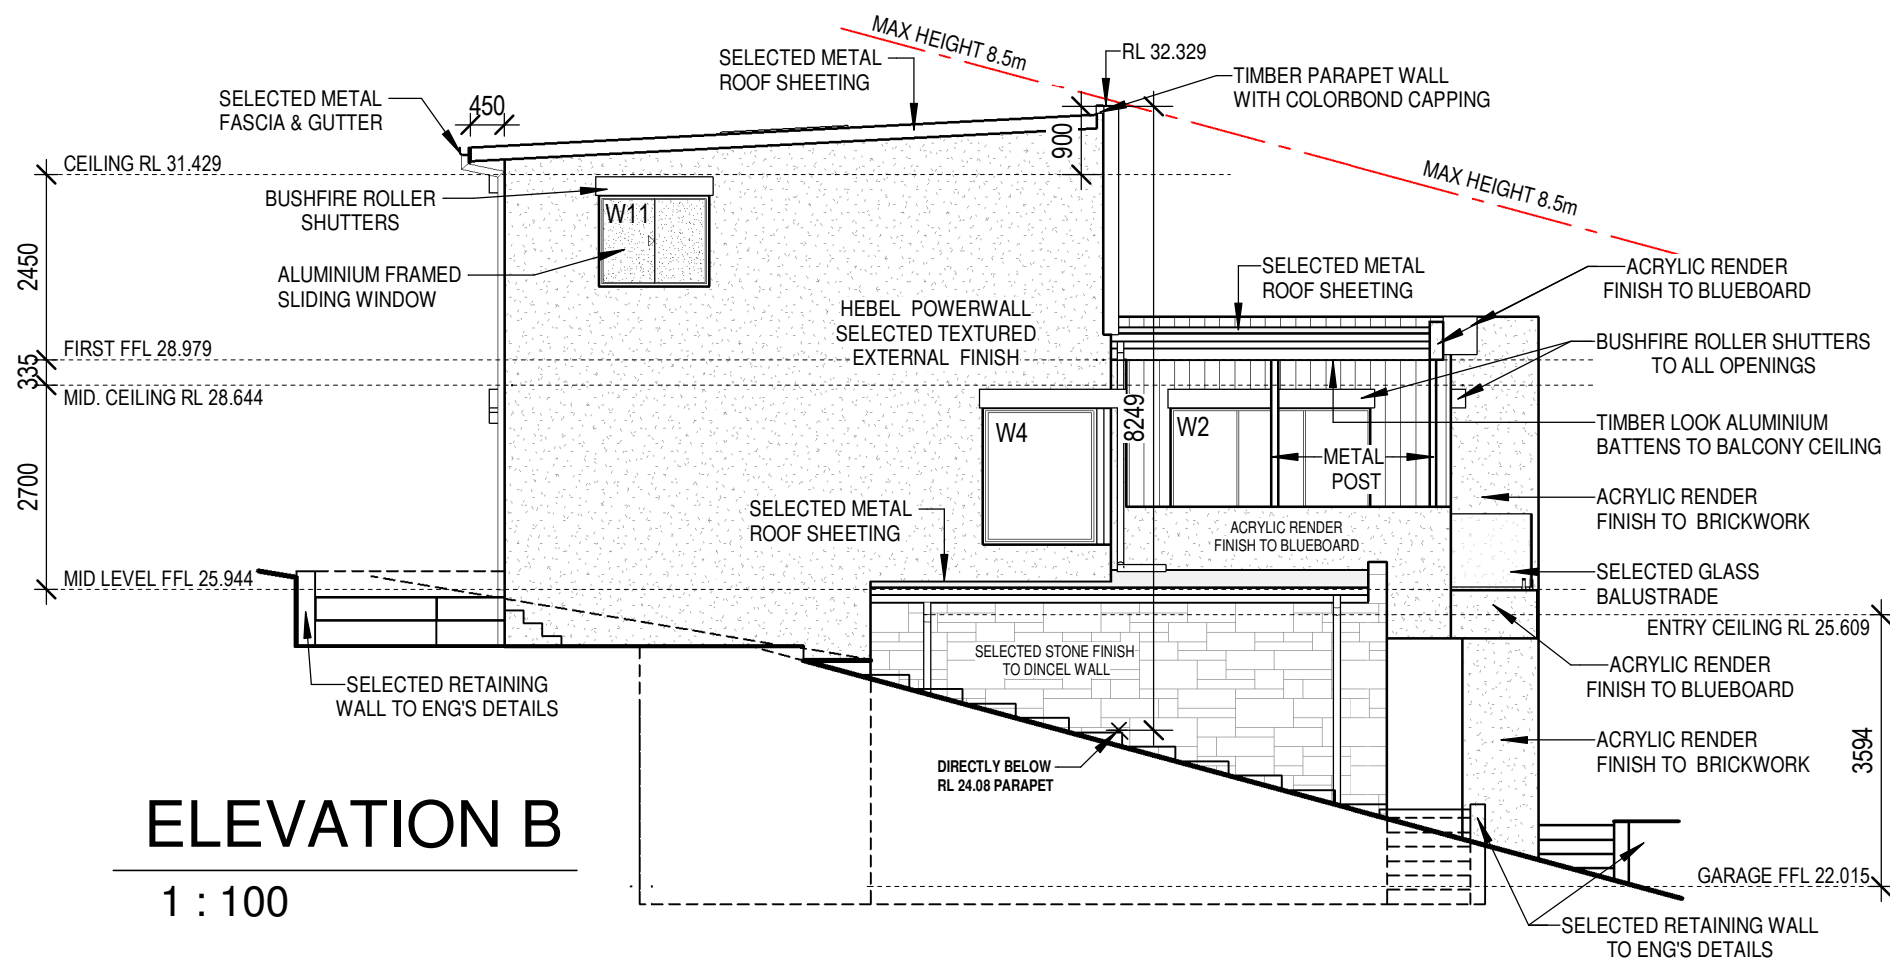 MAX HEIGHT 8.5m
RL 32.329
SELECTED METAL
ROOF SHEETING
TIMBER PARAPET WALL
WITH COLORBOND CAPPING
SELECTED METAL
FASCIA & GUTTER
450
900
CEILING RL 31.429
MAX HEIGHT 8.5m
BUSHFIRE ROLLER
SHUTTERS
W11
2450
ALUMINIUM FRAMED
SLIDING WINDOW
SELECTED METAL
ROOF SHEETING
ACRYLIC RENDER
FINISH TO BLUEBOARD
HEBEL POWERWALL
SELECTED TEXTURED
EXTERNAL FINISH
FIRST FFL 28.979
335
MID. CEILING RL 28.644
BUSHFIRE ROLLER SHUTTERS
TO ALL OPENINGS
W4
8249
W2
TIMBER LOOK ALUMINIUM
BATTENS TO BALCONY CEILING
METAL
POST
2700
SELECTED METAL
ROOF SHEETING
ACRYLIC RENDER
FINISH TO BLUEBOARD
ACRYLIC RENDER
FINISH TO BRICKWORK
MID LEVEL FFL 25.944
SELECTED GLASS
BALUSTRADE
ENTRY CEILING RL 25.609
SELECTED STONE FINISH
TO DINCEL WALL
ACRYLIC RENDER
FINISH TO BLUEBOARD
SELECTED RETAINING
WALL TO ENG'S DETAILS
ACRYLIC RENDER
FINISH TO BRICKWORK
3594
DIRECTLY BELOW
RL 24.08 PARAPET
GARAGE FFL 22.015
SELECTED RETAINING WALL
TO ENG'S DETAILS
ELEVATION B
1 : 100